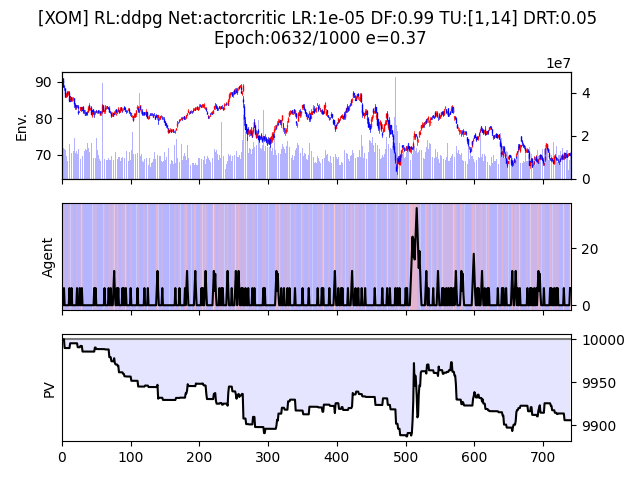 [XOM] RL:ddpg Net:actorcritic LR:1e-05 DF:0.99 TU:[1,14] DRT:0.05
Epoch:0632/1000 e=0.37
1e7
90
80
70
Env.
4
2
0
Agent
20
0
PV
10000
9950
9900
0 100 200 300 400 500 600 700